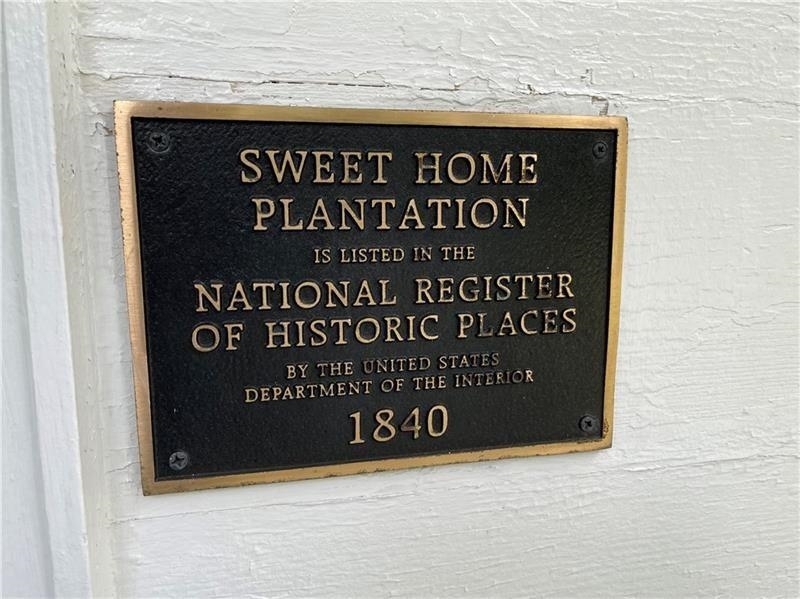 SWEET HOME
PLANTATION
IS LISTED IN THE
NATIONAL REGISTER
OF HISTORIC PLACES
BY THE UNITED STATES
DEPARTMENT OF THE INTERIOR
1840